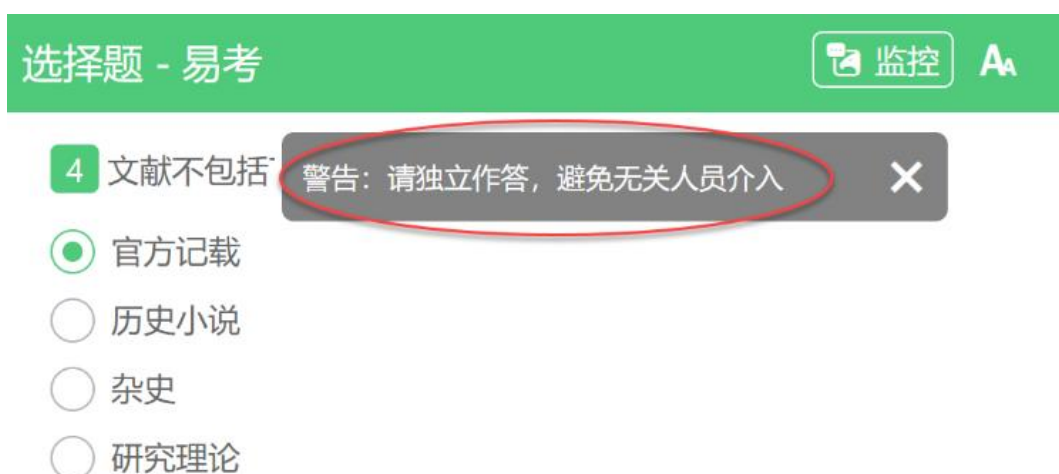 选择题 - 易考
监控
AA
4 文献不包括
警告：请独立作答，避免无关人员介入
官方记载
历史小说
杂史
研究理论